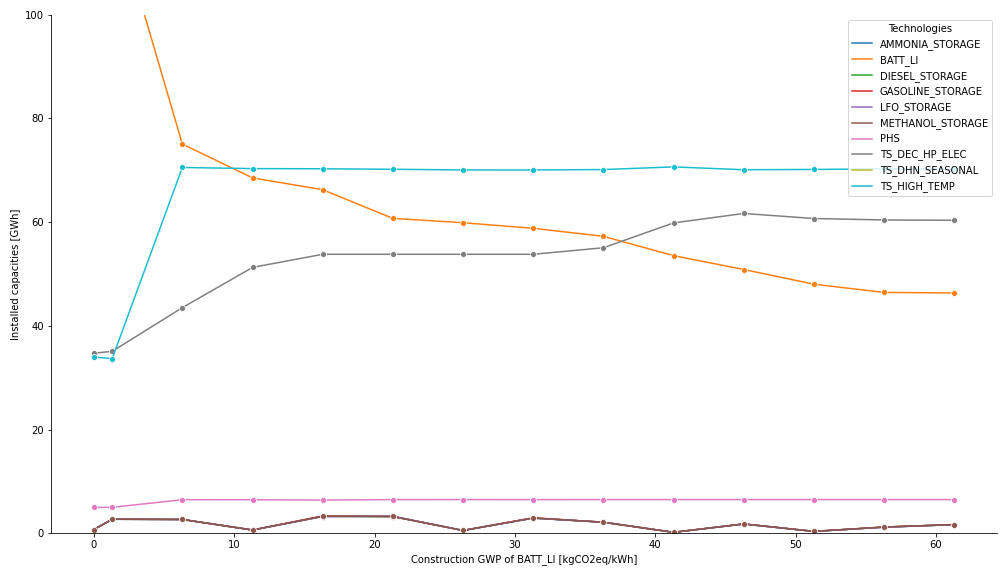 100
80
60
40
20
0
Installed capacities [GWh]
0 10 20 30 40 50 60
Construction GWP of BATT_LI [kgCO2eq/kWh]
Technologies
AMMONIA_STORAGE
BATT_LI
DIESEL_STORAGE
GASOLINE_STORAGE
LFO_STORAGE
METHANOL_STORAGE
PHS
TS_DEC_HP_ELEC
TS_DHN_SEASONAL
TS_HIGH_TEMP